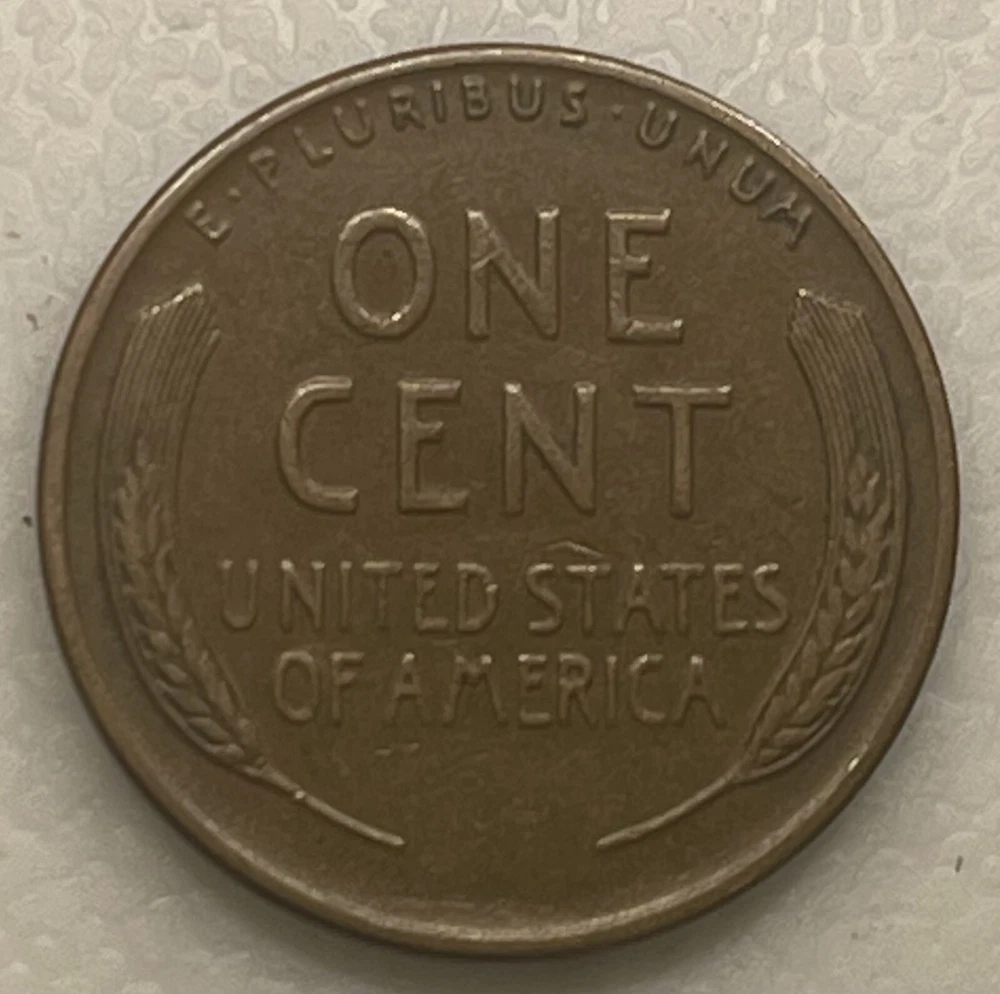 E·PLURIBUS·UNUM
ONE
CENT
UNITED STATES
OF AMERICA